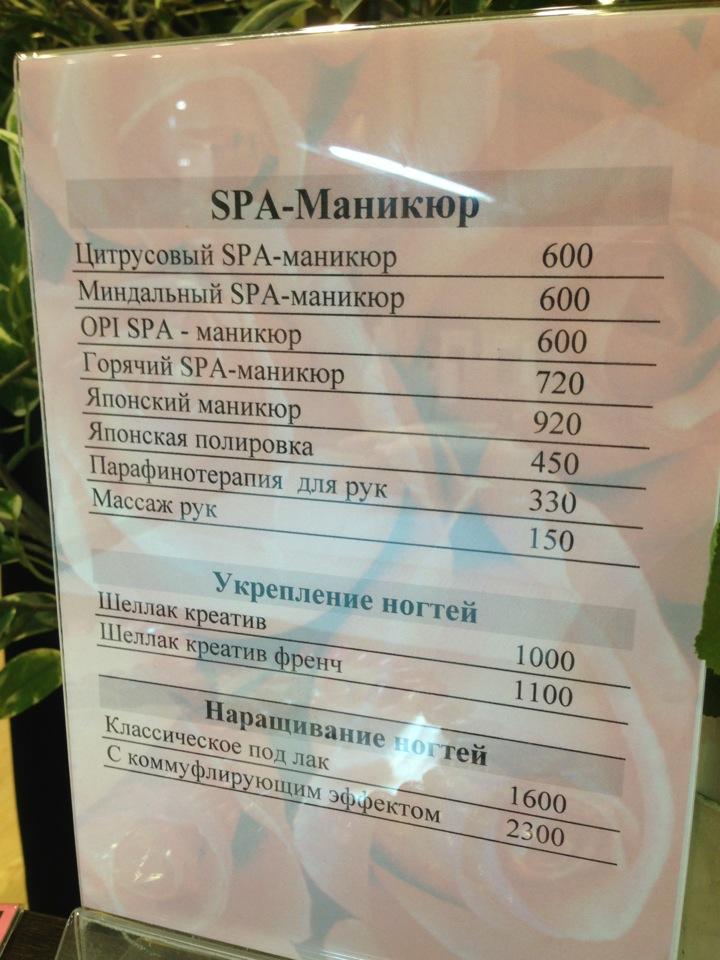 SPA-Маникюр
Цитрусовый SPA-маникюр 600
Миндальный SPA-маникюр 600
OPI SPA - маникюр 600
Горячий SPA-маникюр 720
Японский маникюр 920
Японская полировка 450
Парафинотерапия для рук 330
Массаж рук 150
Укрепление ногтей
Шеллак креатив 1000
Шеллак креатив френч 1100
Наращивание ногтей
Классическое под лак 1600
С коммуфлирующим эффектом 2300